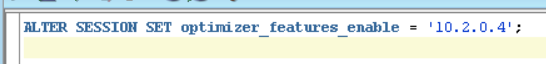 ALTER SESSION SET optimizer_features_enable = '10.2.0.4';